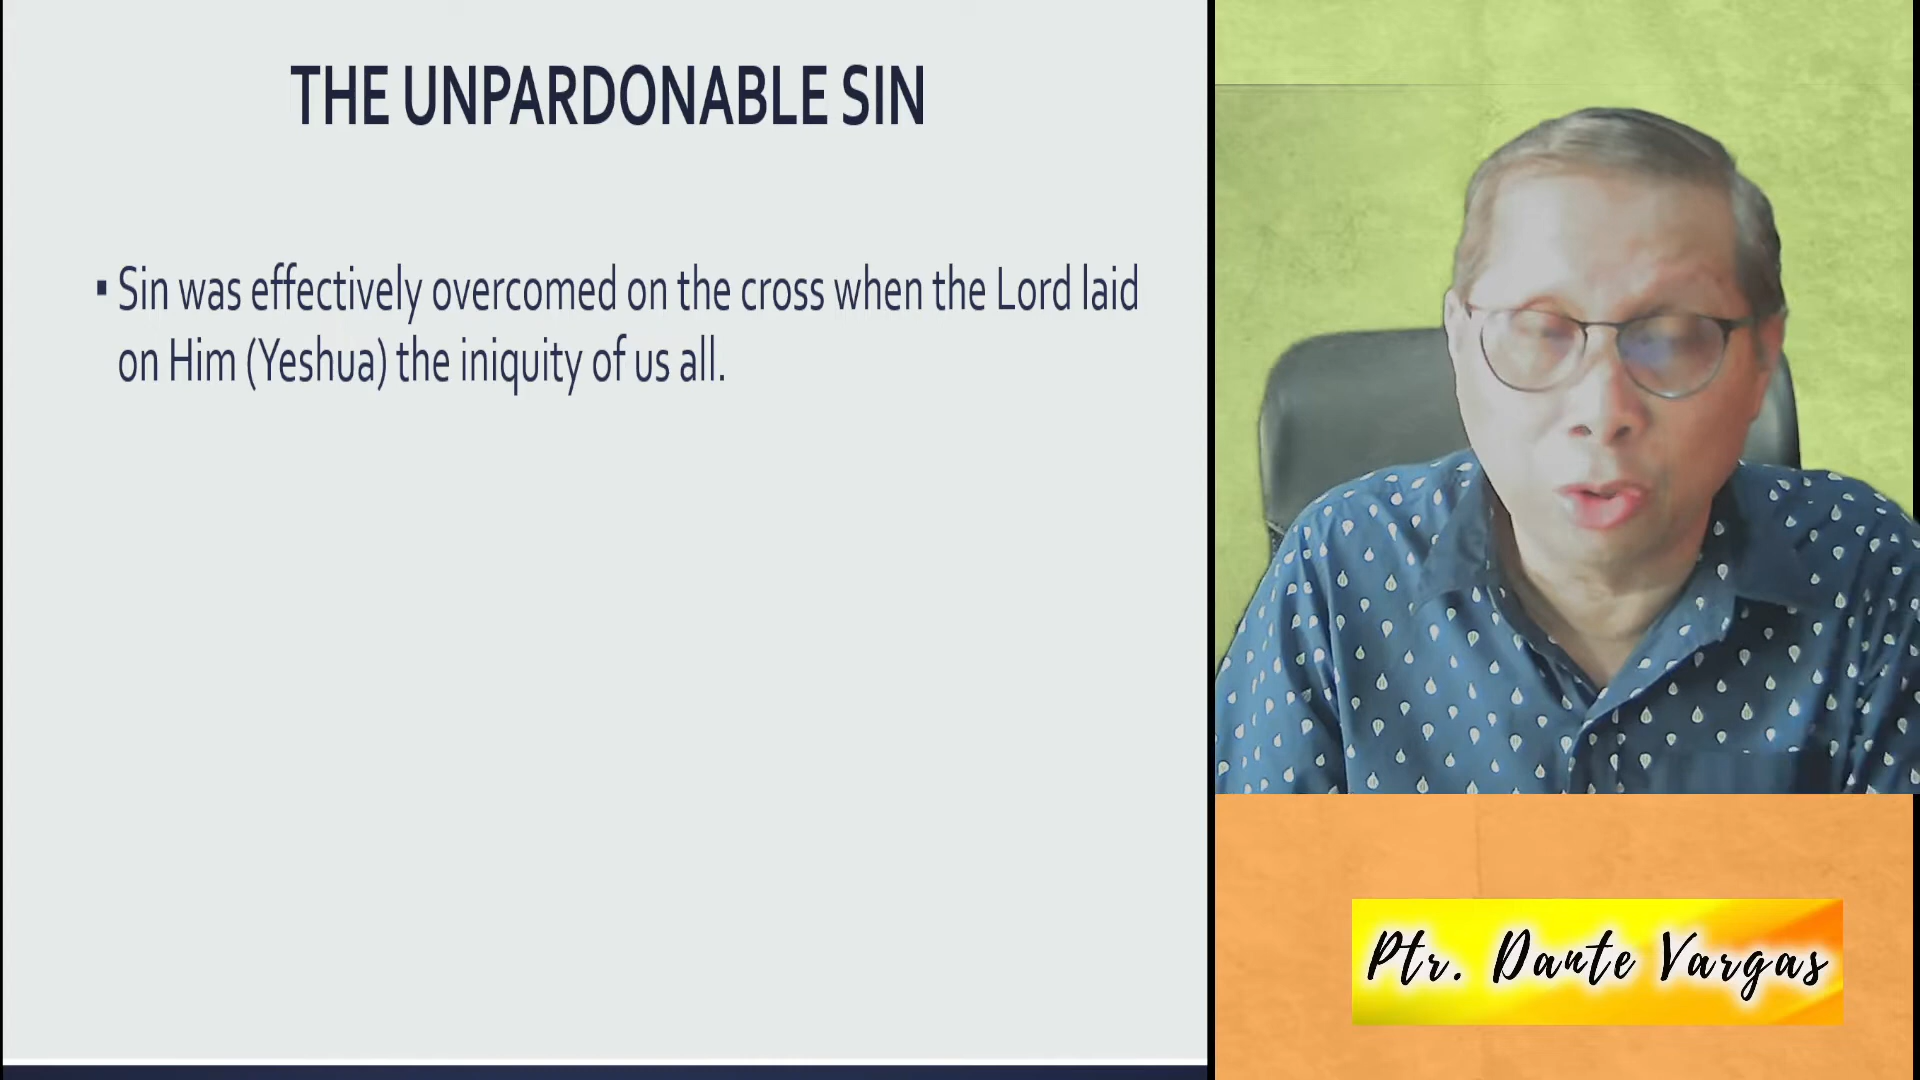 THE UNPARDONABLE SIN
▪ Sin was effectively overcomed on the cross when the Lord laid
on Him (Yeshua) the iniquity of us all.
Ptr. Dante Vargas